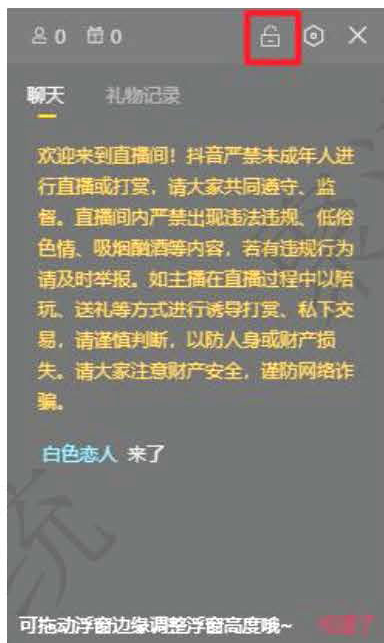 0 0
聊天 礼物记录
欢迎来到直播间！抖音严禁未成年人进
行直播或打赏，请大家共同遵守、监
督。直播间内严禁出现违法违规、低俗
色情、吸烟酗酒等内容，若有违规行为
请及时举报。如主播在直播过程中以陪
玩、送礼等方式进行诱导打赏、私下交
易，请谨慎判断，以防人身或财产损
失。请大家注意财产安全，谨防网络诈
骗。
白色恋人 来了
可拖动浮窗边缘调整浮窗高度哦~ 知道了